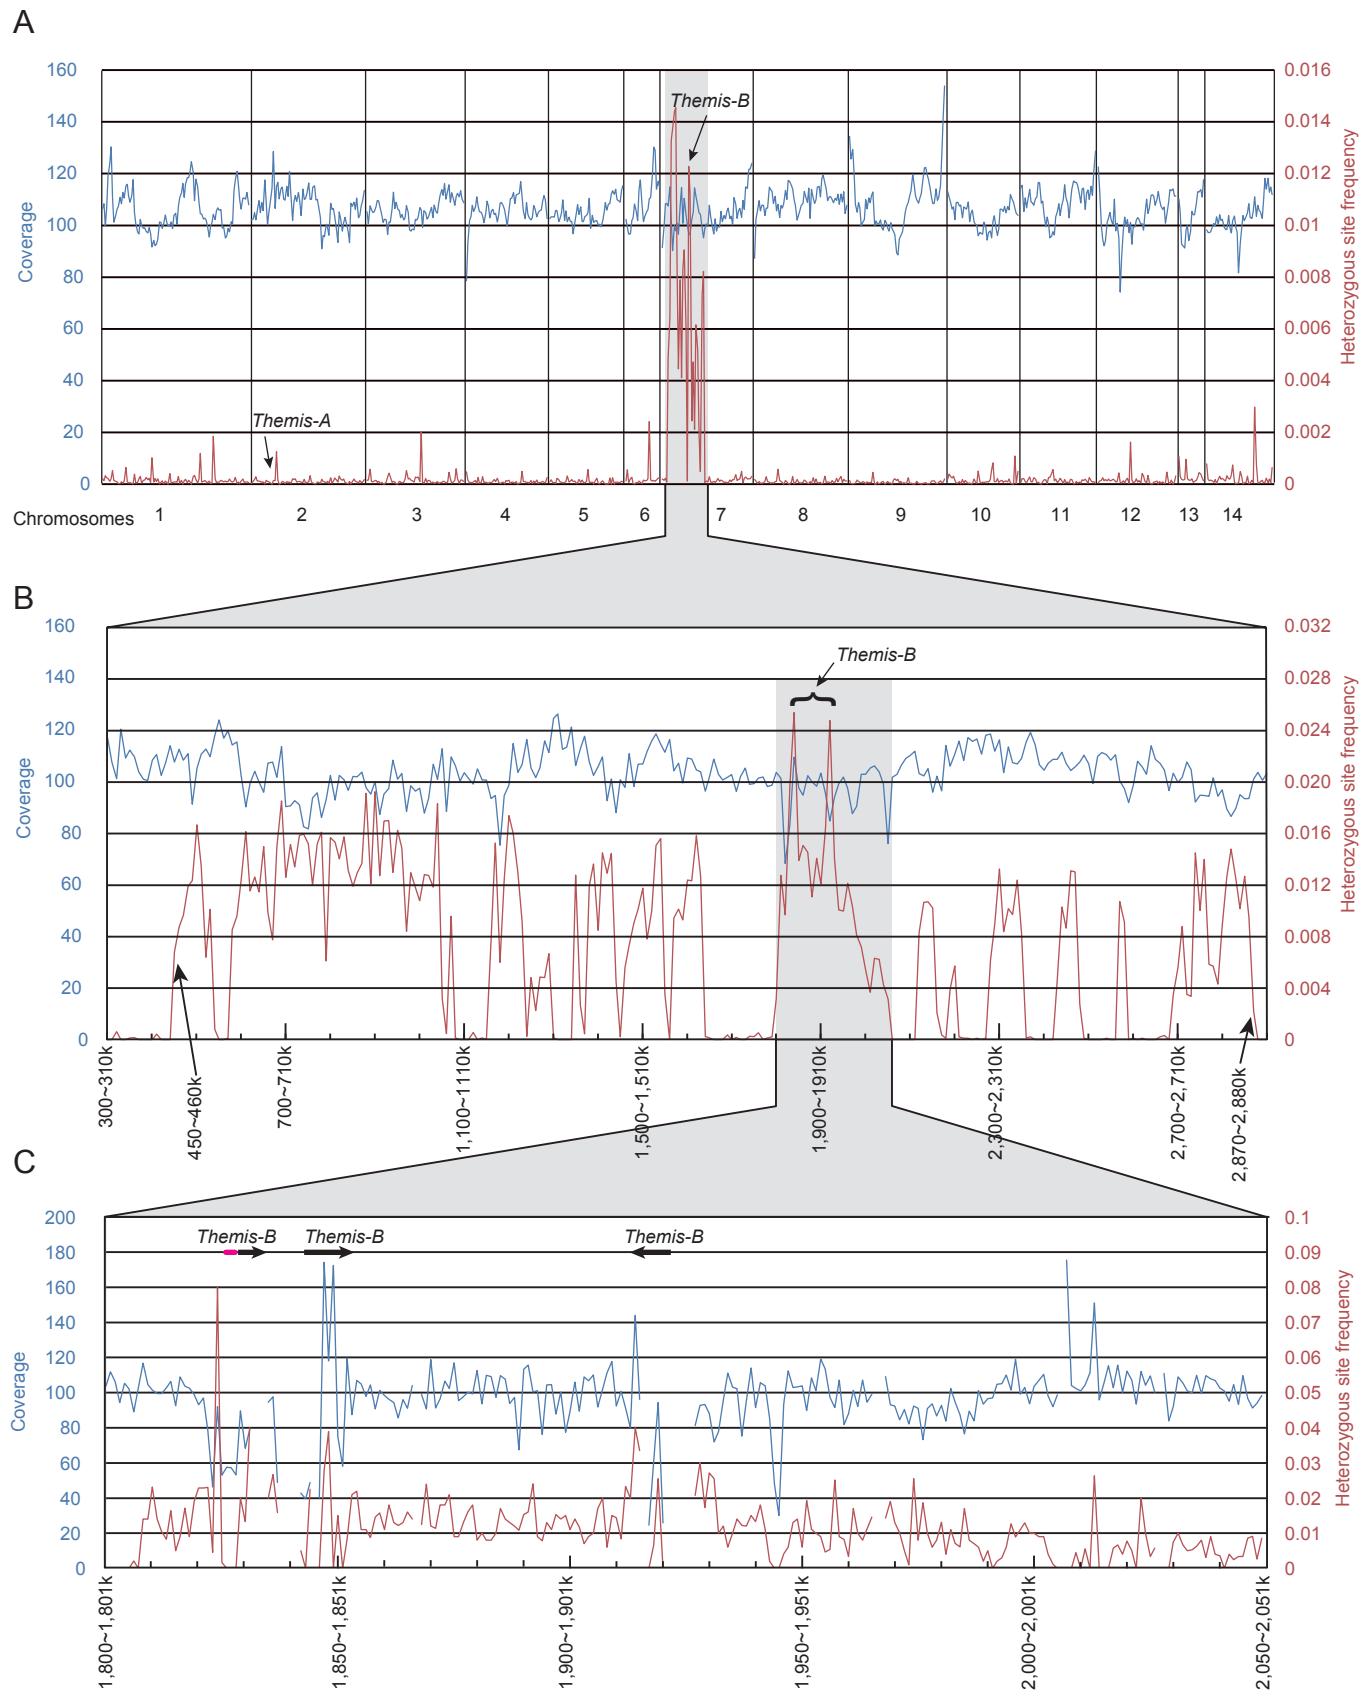 A
160
140
120
100
80
60
40
20
0
Coverage
0.016
0.014
0.012
0.01
0.008
0.006
0.004
0.002
0
Heterozygous site frequency
Themis-B
Themis-A
Chromosomes 1 2 3 4 5 6 7 8 9 10 11 12 13 14
B
160
140
120
100
80
60
40
20
0
Coverage
0.032
0.028
0.024
0.020
0.016
0.012
0.008
0.004
0
Heterozygous site frequency
Themis-B
300~310k
450~460k
700~710k
1,100~1110k
1,500~1,510k
1,900~1910k
2,300~2,310k
2,700~2,710k
2,870~2,880k
C
200
180
160
140
120
100
80
60
40
20
0
Coverage
0.1
0.09
0.08
0.07
0.06
0.05
0.04
0.03
0.02
0.01
0
Heterozygous site frequency
Themis-B Themis-B Themis-B
1,800~1,801k
1,850~1,851k
1,900~1,901k
1,950~1,951k
2,000~2,001k
2,050~2,051k